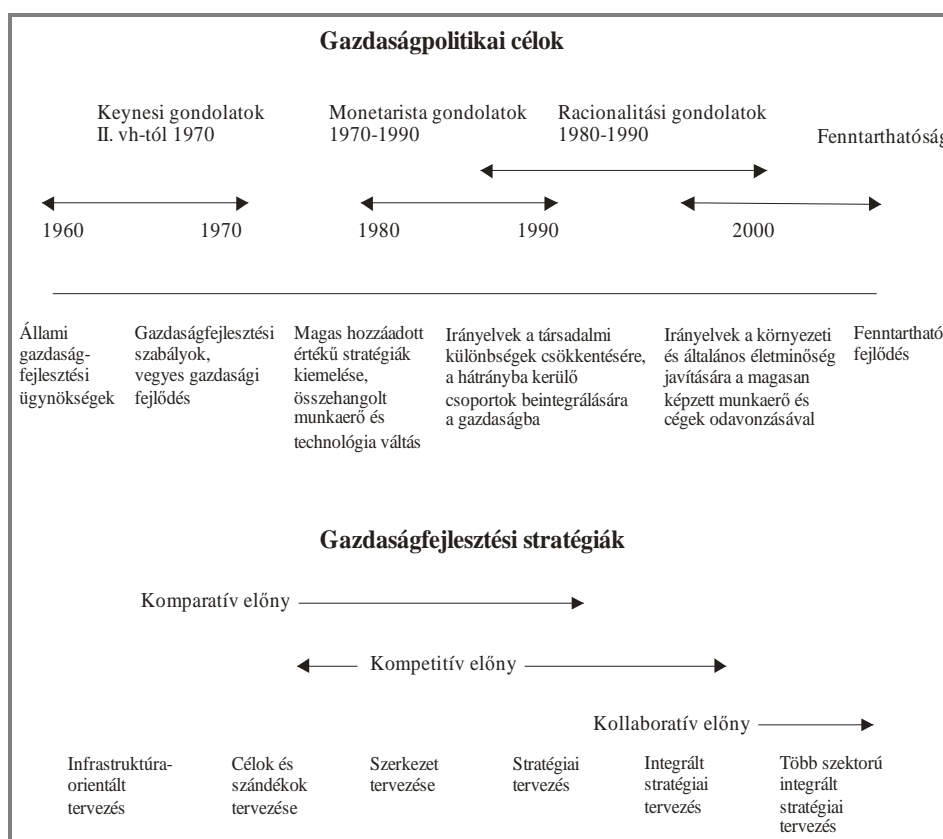 Gazdaságpolitikai célok
Keynesi gondolatok
II. vh-tól 1970
Monetarista gondolatok
1970-1990
Racionalitási gondolatok
1980-1990
Fenntarthatóság
1960
1970
1980
1990
2000
Állami
gazdaság-
fejlesztési
ügynökségek
Gazdaságfejlesztési
szabályok,
vegyes gazdasági
fejlődés
Magas hozzáadott
értékű stratégiák
kiemelése,
összehangolt
munkaerő és
technológia váltás
Irányelvek a társadalmi
különbségek csökkentésére,
a hátrányba kerülő
csoportok beintegrálására
a gazdaságba
Irányelvek a környezeti
és általános életminőség
javítására a magasan
képzett munkaerő és
cégek odavonzásával
Fenntartható
fejlődés
Gazdaságfejlesztési stratégiák
Komparatív előny
Kompetitív előny
Kollaboratív előny
Infrastruktúra-
orientált
tervezés
Célok és
szándékok
tervezése
Szerkezet
tervezése
Stratégiai
tervezés
Integrált
stratégiai
tervezés
Több szektorú
integrált
stratégiai
tervezés